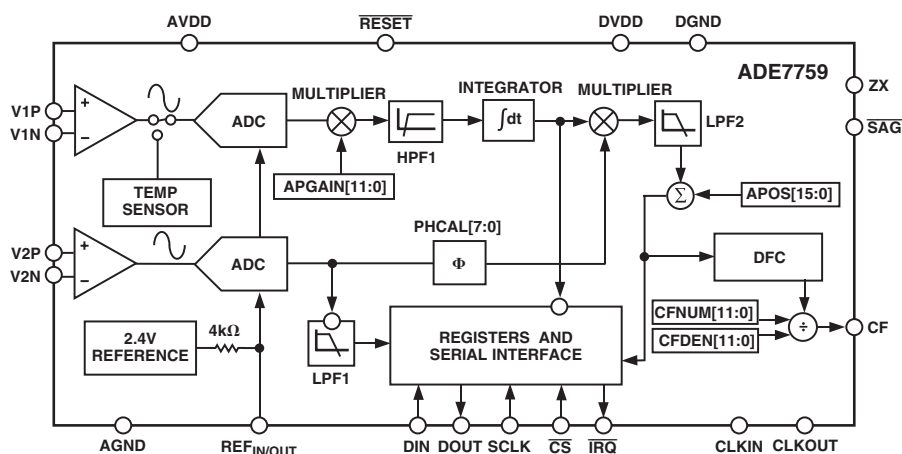 AVDD
RESET
DVDD
DGND
ADE7759
ZX
SAG
V1P
V1N
+
−
ADC
MULTIPLIER
HPF1
INTEGRATOR
∫dt
MULTIPLIER
LPF2
TEMP
SENSOR
APGAIN[11:0]
Σ
APOS[15:0]
V2P
V2N
+
−
ADC
PHCAL[7:0]
Φ
DFC
2.4V
REFERENCE
4kΩ
LPF1
REGISTERS AND
SERIAL INTERFACE
CFNUM[11:0]
CFDEN[11:0]
÷
CF
AGND
REFIN/OUT
DIN
DOUT
SCLK
CS
IRQ
CLKIN
CLKOUT